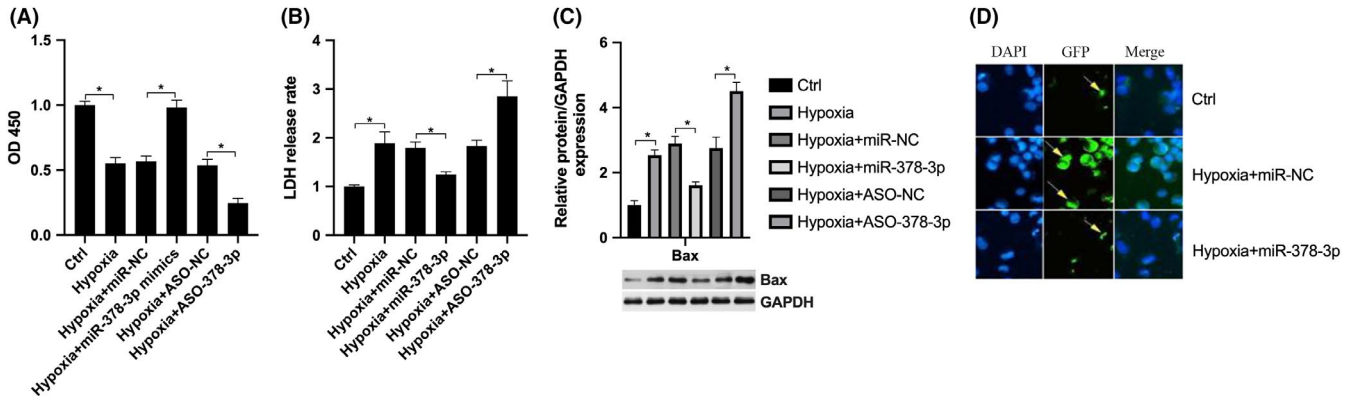 (A)
OD 450
1.5
1.0
0.5
0.0
*
*
*
Ctrl
Hypoxia
Hypoxia+miR-NC
Hypoxia+miR-378-3p mimics
Hypoxia+ASO-NC
Hypoxia+ASO-378-3p
(B)
LDH release rate
4
3
2
1
0
*
*
*
Ctrl
Hypoxia
Hypoxia+miR-NC
Hypoxia+miR-378-3p
Hypoxia+ASO-NC
Hypoxia+ASO-378-3p
(C)
Relative protein/GAPDH
expression
6
4
2
0
*
*
*
Bax
Ctrl
Hypoxia
Hypoxia+miR-NC
Hypoxia+miR-378-3p
Hypoxia+ASO-NC
Hypoxia+ASO-378-3p
Bax
GAPDH
(D)
DAPI
GFP
Merge
Ctrl
Hypoxia+miR-NC
Hypoxia+miR-378-3p